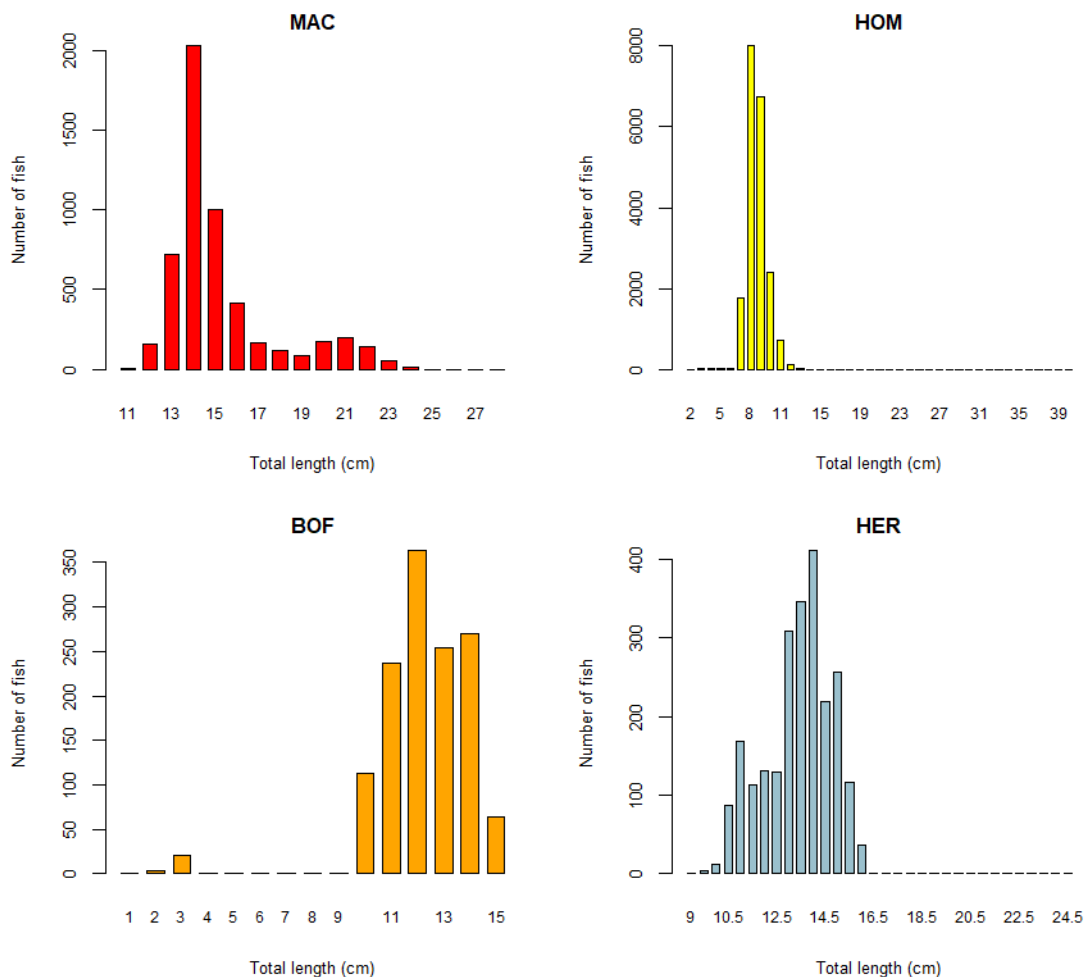 MAC
Number of fish
2000
1500
1000
500
0
11 13 15 17 19 21 23 25 27
Total length (cm)
HOM
Number of fish
8000
6000
4000
2000
0
2 5 8 11 15 19 23 27 31 35 39
Total length (cm)
BOF
Number of fish
350
300
250
200
150
100
50
0
1 2 3 4 5 6 7 8 9 11 13 15
Total length (cm)
HER
Number of fish
400
300
200
100
0
9 10.5 12.5 14.5 16.5 18.5 20.5 22.5 24.5
Total length (cm)